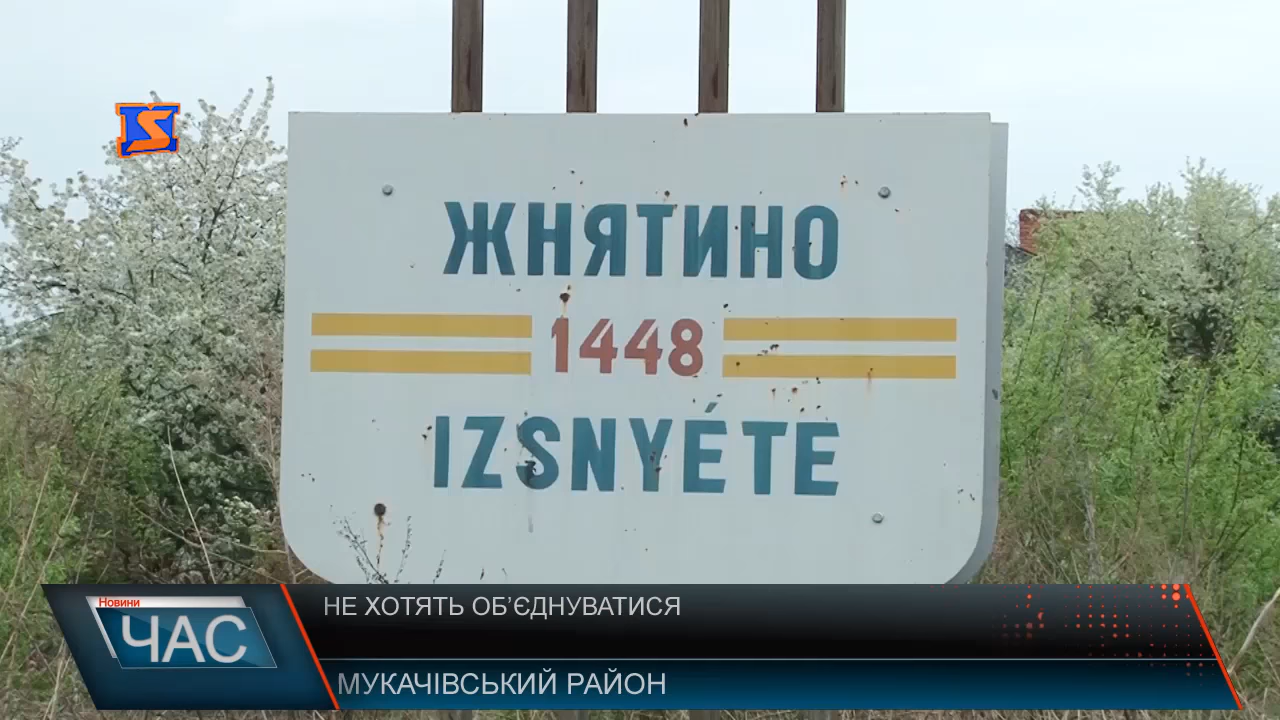 ЖНЯТИНО
1448
IZSNYÉTE
Новини
ЧАС
НЕ ХОТЯТЬ ОБ’ЄДНУВАТИСЯ
МУКАЧІВСЬКИЙ РАЙОН